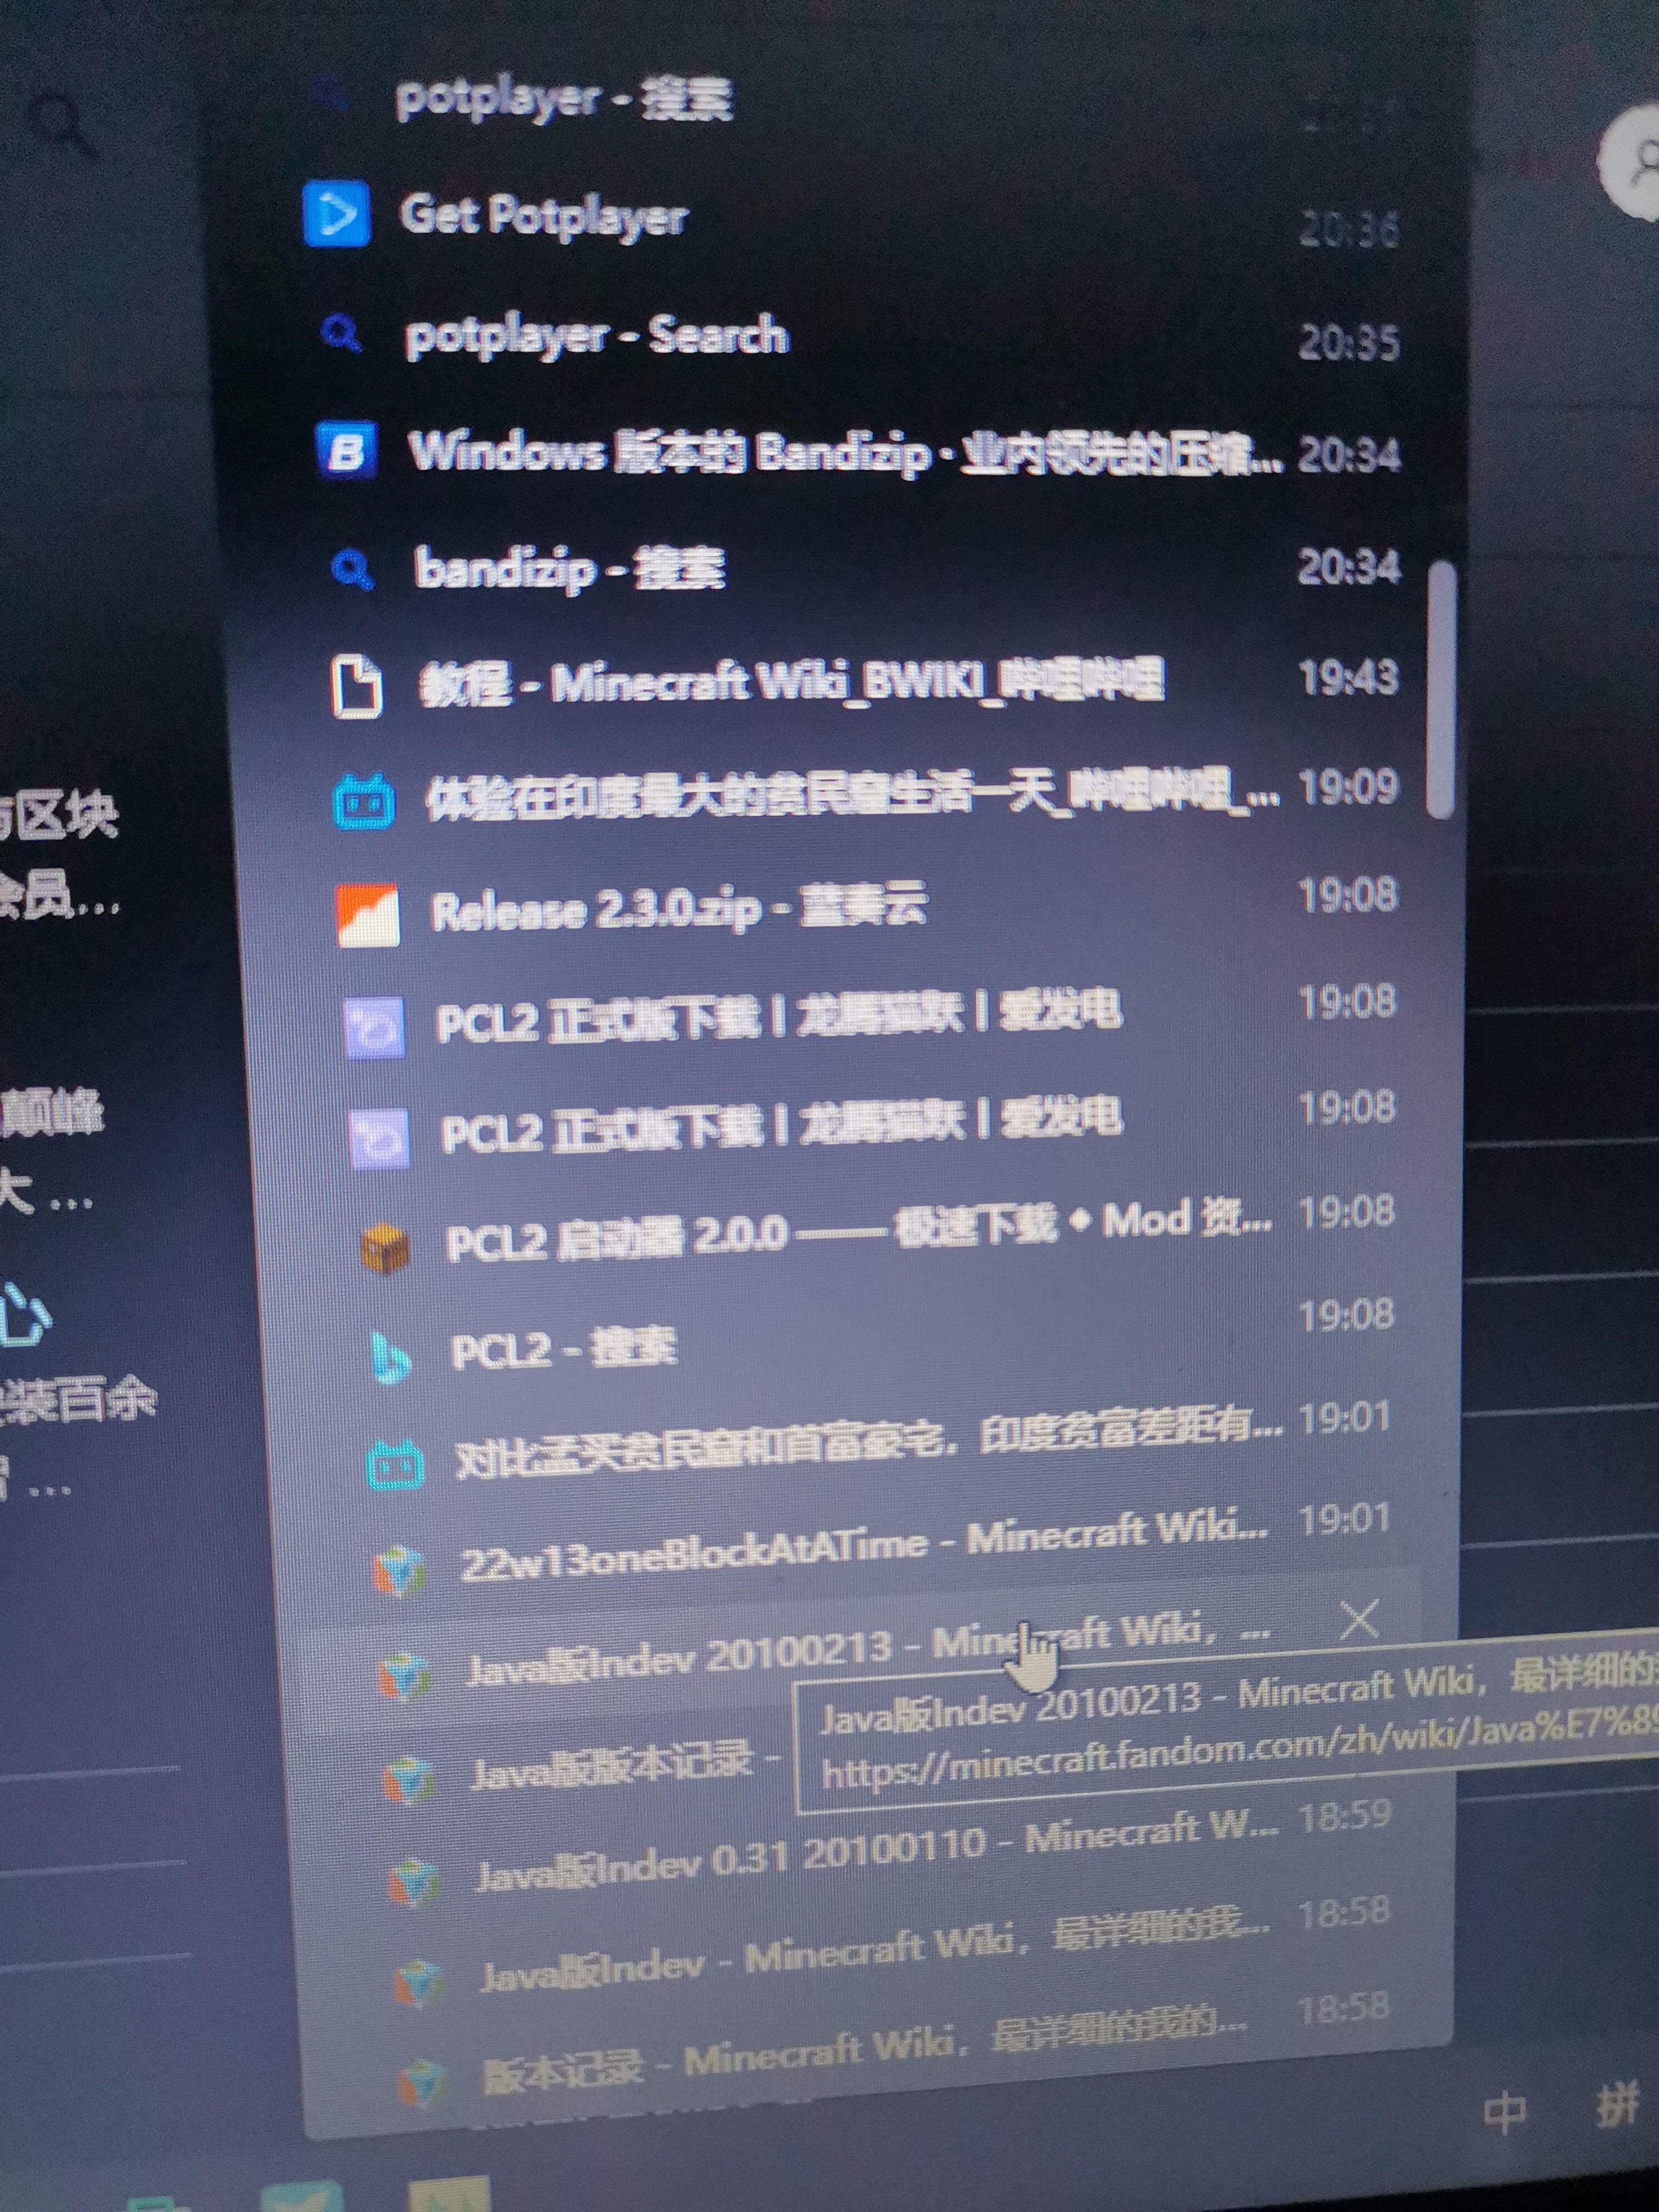 potplayer - 搜索
Get Potplayer 20:36
potplayer - Search 20:35
Windows 版本的 Bandizip · 业内领先的压缩... 20:34
bandizip - 搜索 20:34
教程 - Minecraft Wiki_BWIKI_哔哩哔哩 19:43
体验在印度最大的贫民窟生活一天_哔哩哔哩_... 19:09
Release 2.3.0.zip - 蓝奏云 19:08
PCL2 正式版下载 | 龙腾猫跃 | 爱发电 19:08
PCL2 正式版下载 | 龙腾猫跃 | 爱发电 19:08
PCL2 启动器 2.0.0 —— 极速下载 ◆ Mod 资... 19:08
PCL2 - 搜索 19:08
对比孟买贫民窟和首富豪宅，印度贫富差距有... 19:01
22w13oneBlockAtATime - Minecraft Wiki... 19:01
Java版Indev 20100213 - Minecraft Wiki，...
Java版Indev 20100213 - Minecraft Wiki，最详细的
https://minecraft.fandom.com/zh/wiki/Java%E7%89
Java版版本记录 -
Java版Indev 0.31 20100110 - Minecraft W... 18:59
Java版Indev - Minecraft Wiki，最详细的我... 18:58
版本记录 - Minecraft Wiki，最详细的我的... 18:58
区块
会员...
巅峰
大 ...
心
装百余
...
中 拼